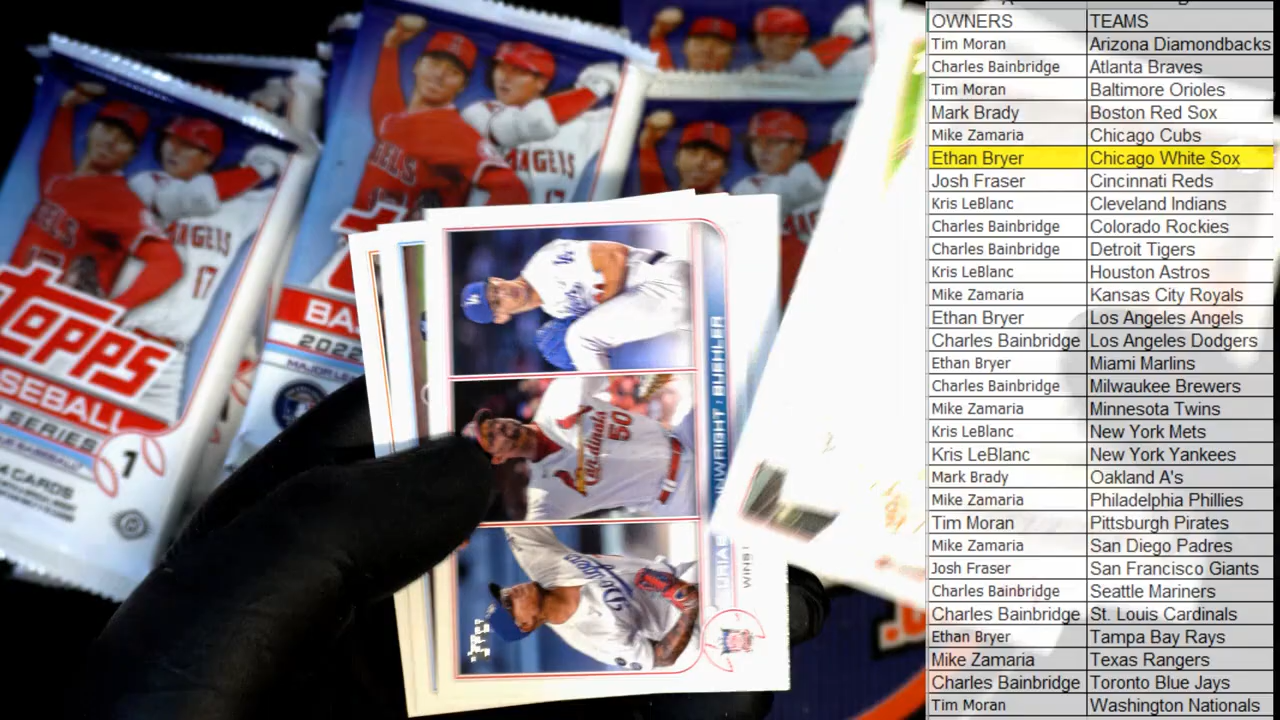 OWNERS TEAMS
Tim Moran Arizona Diamondbacks
Charles Bainbridge Atlanta Braves
Tim Moran Baltimore Orioles
Mark Brady Boston Red Sox
Mike Zamaria Chicago Cubs
Ethan Bryer Chicago White Sox
Josh Fraser Cincinnati Reds
Kris LeBlanc Cleveland Indians
Charles Bainbridge Colorado Rockies
Charles Bainbridge Detroit Tigers
Kris LeBlanc Houston Astros
Mike Zamaria Kansas City Royals
Ethan Bryer Los Angeles Angels
Charles Bainbridge Los Angeles Dodgers
Ethan Bryer Miami Marlins
Charles Bainbridge Milwaukee Brewers
Mike Zamaria Minnesota Twins
Kris LeBlanc New York Mets
Kris LeBlanc New York Yankees
Mark Brady Oakland A's
Mike Zamaria Philadelphia Phillies
Tim Moran Pittsburgh Pirates
Mike Zamaria San Diego Padres
Josh Fraser San Francisco Giants
Charles Bainbridge Seattle Mariners
Charles Bainbridge St. Louis Cardinals
Ethan Bryer Tampa Bay Rays
Mike Zamaria Texas Rangers
Charles Bainbridge Toronto Blue Jays
Tim Moran Washington Nationals
TOPPS
SERIES
CARDS
ANGELS
17
ANGELS
17
2022
BUEHLER
Cardinals
50
Dodgers
WINS